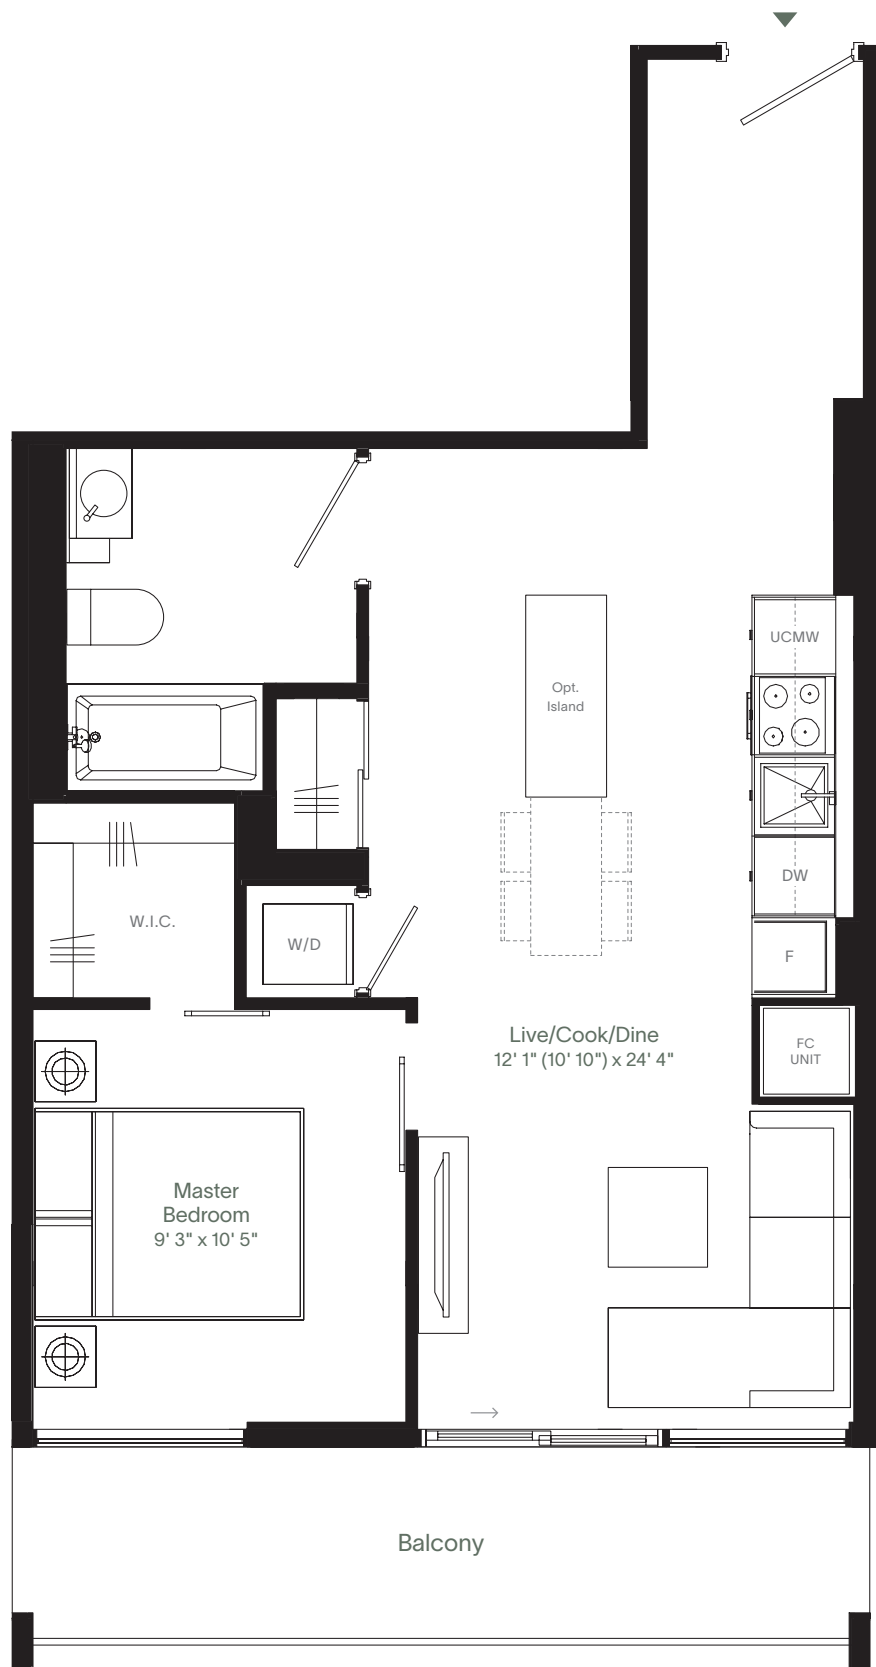 UCMW
Opt.
Island
DW
W.I.C.
W/D
F
Live/Cook/Dine
12' 1" (10' 10") x 24' 4"
FC
UNIT
Master
Bedroom
9' 3" x 10' 5"
Balcony